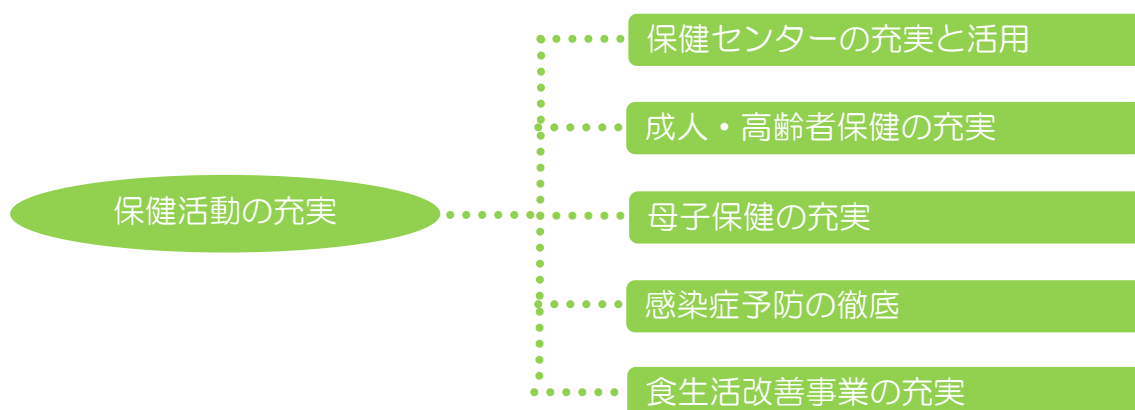 保健活動の充実
保健センターの充実と活用
成人・高齢者保健の充実
母子保健の充実
感染症予防の徹底
食生活改善事業の充実